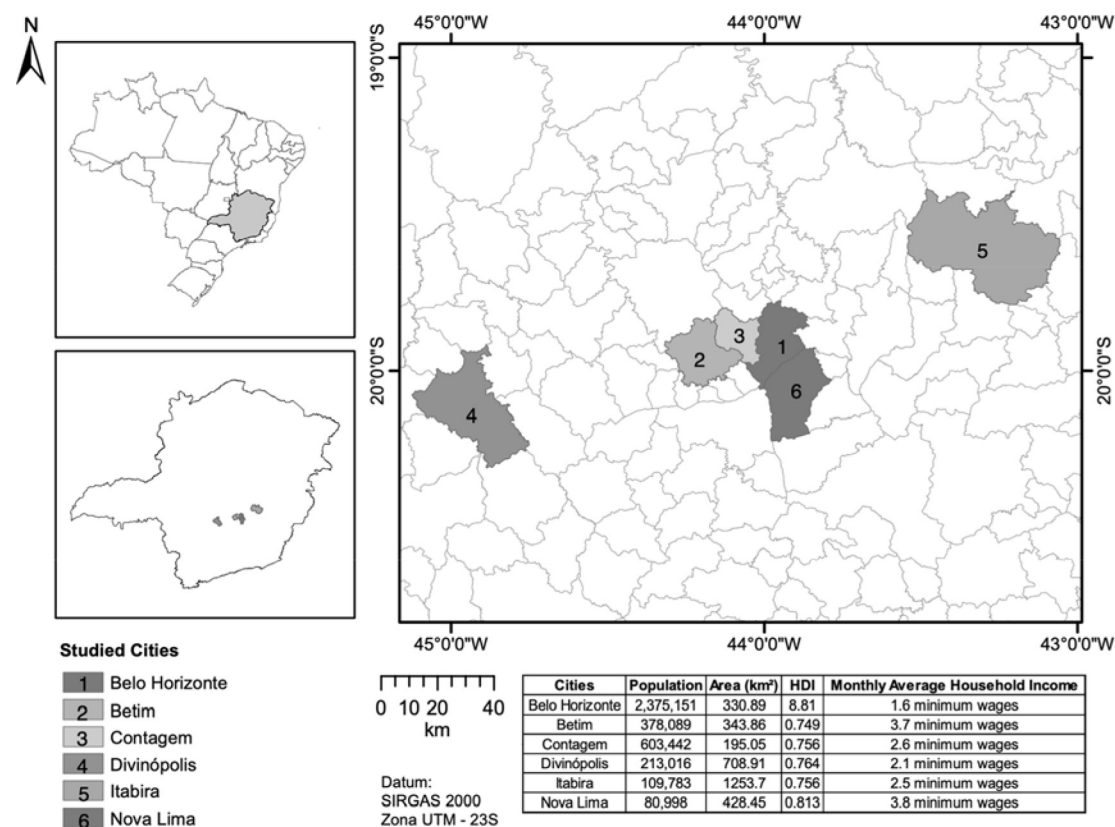 N
45°0'0"W 44°0'0"W 43°0'0"W
19°0'0"S
20°0'0"S
1
2
3
4
5
6
19°0'0"S
20°0'0"S
45°0'0"W 44°0'0"W 43°0'0"W
Studied Cities
1 Belo Horizonte
2 Betim
3 Contagem
4 Divinópolis
5 Itabira
6 Nova Lima
0 10 20 40
km
Datum:
SIRGAS 2000
Zona UTM - 23S
Cities Population Area (km²) HDI Monthly Average Household Income
Belo Horizonte 2,375,151 330.89 8.81 1.6 minimum wages
Betim 378,089 343.86 0.749 3.7 minimum wages
Contagem 603,442 195.05 0.756 2.6 minimum wages
Divinópolis 213,016 708.91 0.764 2.1 minimum wages
Itabira 109,783 1253.7 0.756 2.5 minimum wages
Nova Lima 80,998 428.45 0.813 3.8 minimum wages